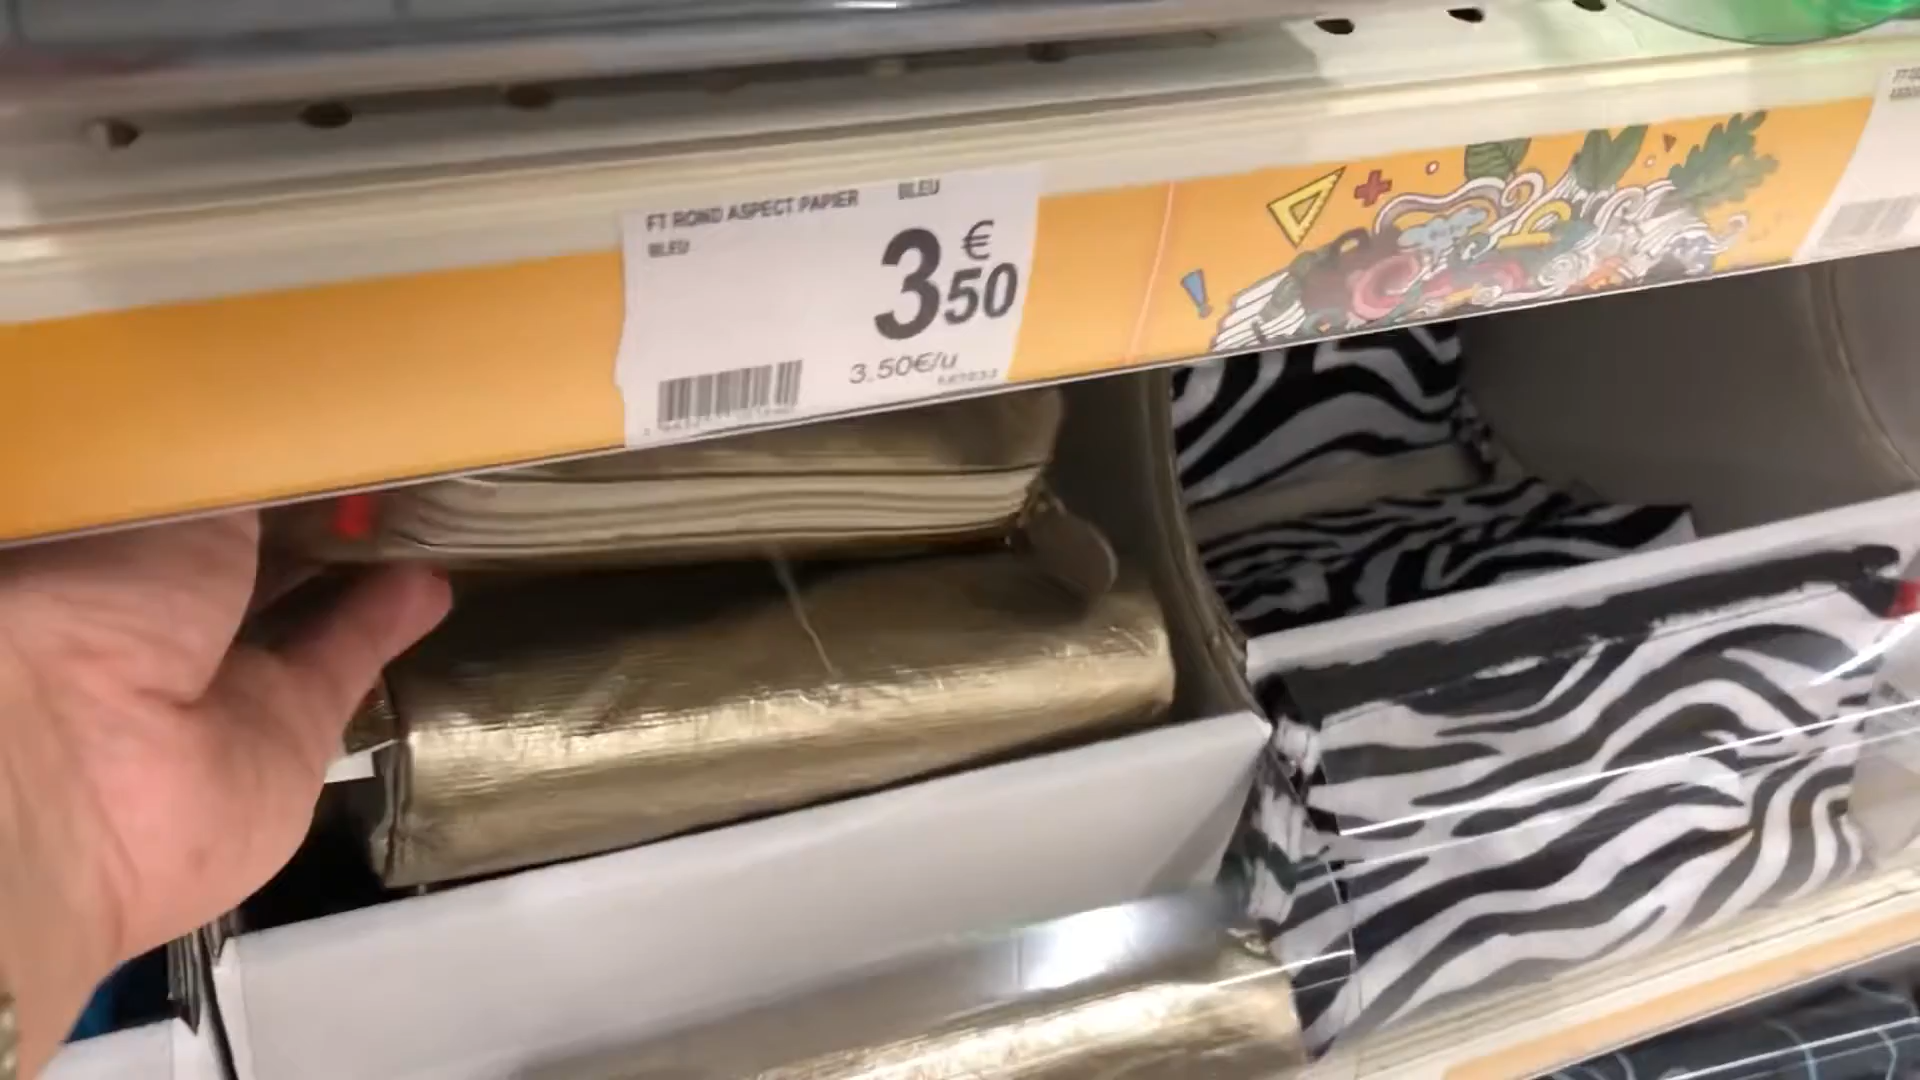 FT ROND ASPECT PAPIER BLEU
BLEU
3€50
3.50€/u